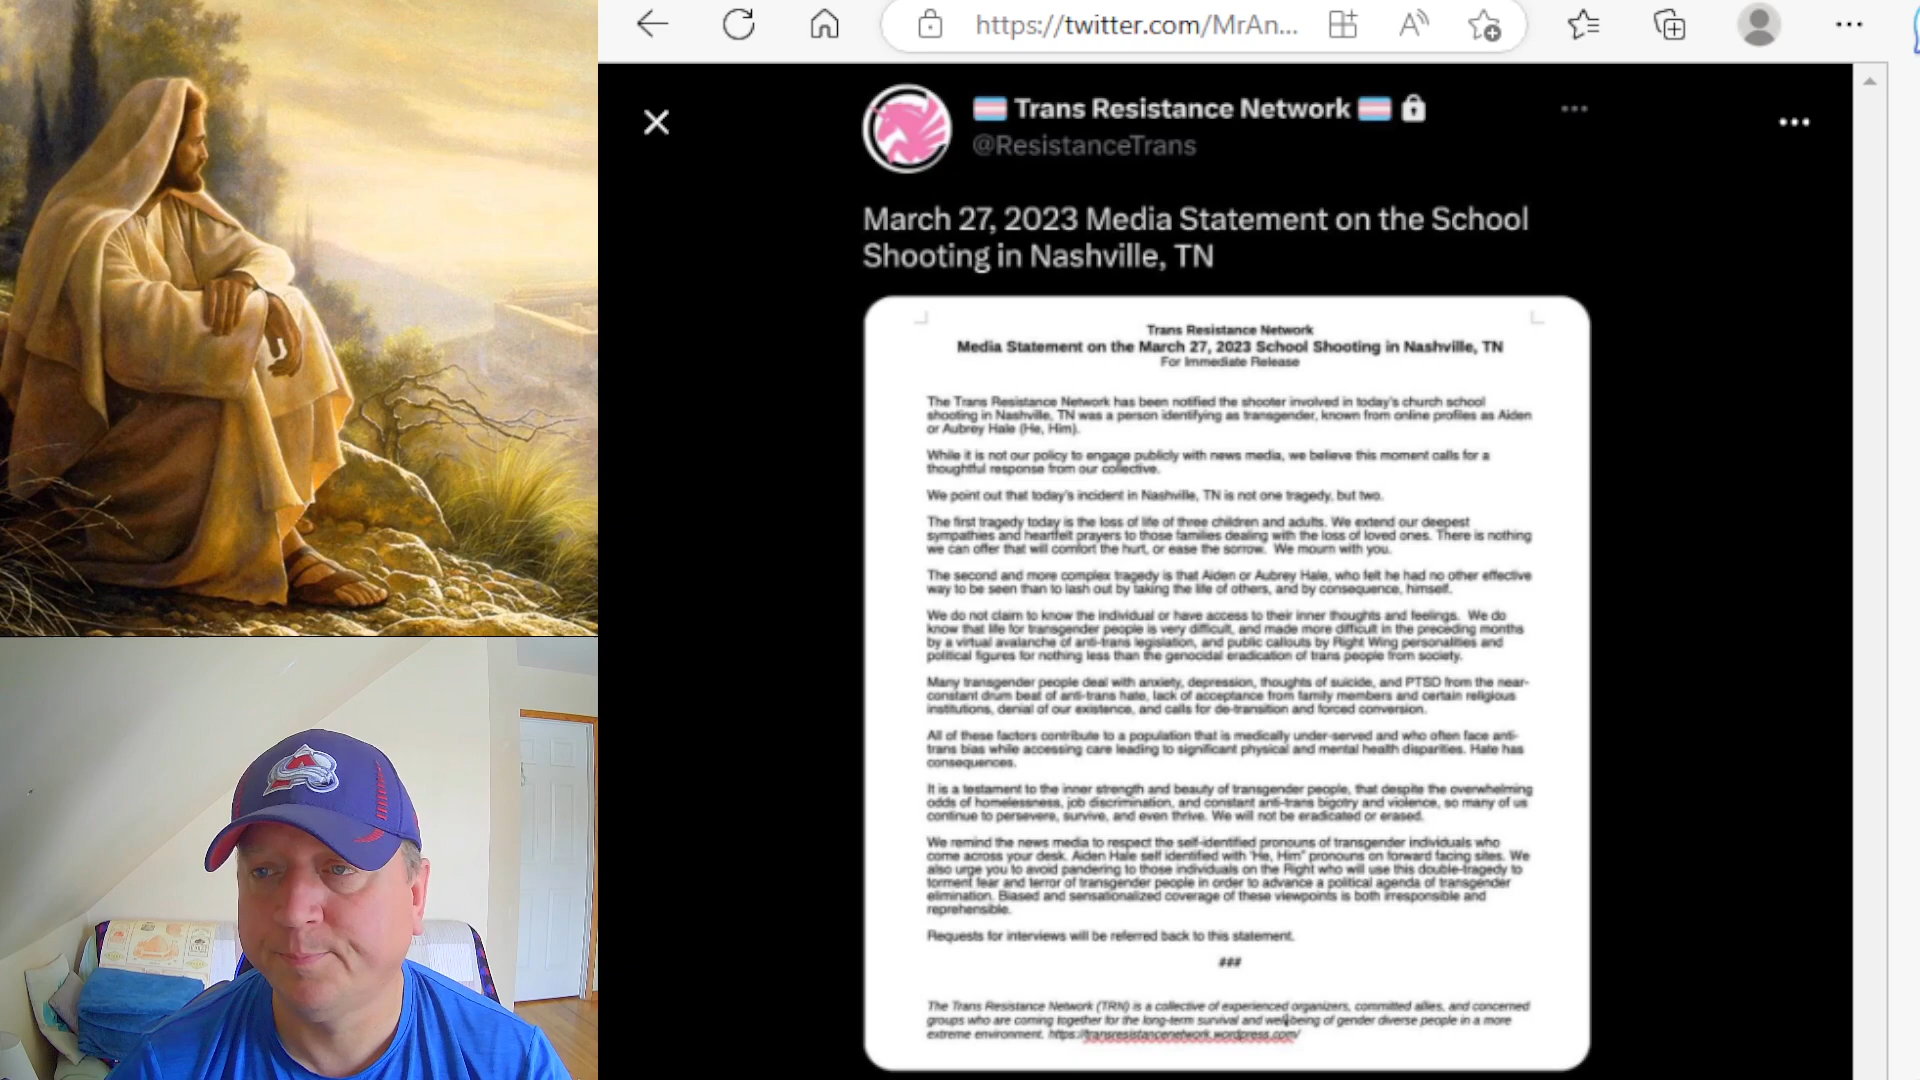 https://twitter.com/MrAn...
Trans Resistance Network
@ResistanceTrans
March 27, 2023 Media Statement on the School
Shooting in Nashville, TN
Trans Resistance Network
Media Statement on the March 27, 2023 School Shooting in Nashville, TN
For Immediate Release
The Trans Resistance Network has been notified the shooter involved in today's church school
shooting in Nashville, TN was a person identifying as transgender, known from online profiles as Aiden
or Aubrey Hale (He, Him).
While it is not our policy to engage publicly with news media, we believe this moment calls for a
thoughtful response from our collective.
We point out that today's incident in Nashville, TN is not one tragedy, but two.
The first tragedy today is the loss of life of three children and adults. We extend our deepest
sympathies and heartfelt prayers to those families dealing with the loss of loved ones. There is nothing
we can offer that will comfort the hurt, or ease the sorrow. We mourn with you.
The second and more complex tragedy is that Aiden or Aubrey Hale, who felt he had no other effective
way to be seen than to lash out by taking the life of others, and by consequence, himself.
We do not claim to know the individual or have access to their inner thoughts and feelings. We do
know that life for transgender people is very difficult, and made more difficult in the preceding months
by a virtual avalanche of anti-trans legislation, and public callouts by Right Wing personalities and
political figures for nothing less than the genocidal eradication of trans people from society.
Many transgender people deal with anxiety, depression, thoughts of suicide, and PTSD from the near-
constant drum beat of anti-trans hate, lack of acceptance from family members and certain religious
institutions, denial of our existence, and calls for de-transition and forced conversion.
All of these factors contribute to a population that is medically under-served and who often face anti-
trans bias while accessing care leading to significant physical and mental health disparities. Hate has
consequences.
It is a testament to the inner strength and beauty of transgender people, that despite the overwhelming
odds of homelessness, job discrimination, and constant anti-trans bigotry and violence, so many of us
continue to persevere, survive, and even thrive. We will not be eradicated or erased.
We remind the news media to respect the self-identified pronouns of transgender individuals who
come across your desk. Aiden Hale self identified with "He, Him" pronouns on forward facing sites. We
also urge you to avoid pandering to those individuals on the Right who will use this double-tragedy to
torment fear and terror of transgender people in order to advance a political agenda of transgender
elimination. Biased and sensationalized coverage of these viewpoints is both irresponsible and
reprehensible.
Requests for interviews will be referred back to this statement.
###
The Trans Resistance Network (TRN) is a collective of experienced organizers, committed allies, and concerned
groups who are coming together for the long-term survival and well-being of gender diverse people in a more
extreme environment. https://transresistancenetwork.wordpress.com/